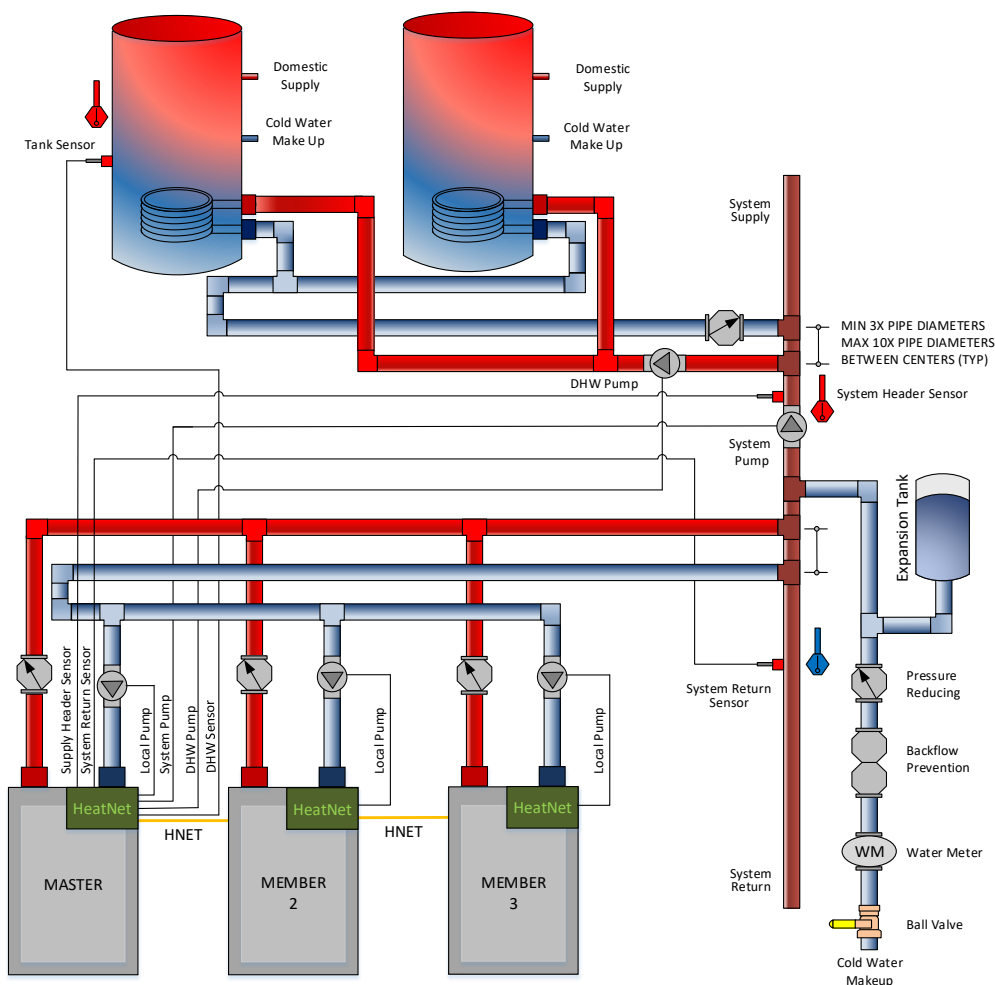 Domestic
Supply
Cold Water
Make Up
Tank Sensor
Domestic
Supply
Cold Water
Make Up
System
Supply
MIN 3X PIPE DIAMETERS
MAX 10X PIPE DIAMETERS
BETWEEN CENTERS (TYP)
DHW Pump
System Header Sensor
System
Pump
Expansion Tank
Supply Header Sensor
System Return Sensor
Local Pump
System Pump
DHW Pump
DHW Sensor
Local Pump
Local Pump
System Return
Sensor
Pressure
Reducing
Backflow
Prevention
HeatNet
HeatNet
HeatNet
HNET
HNET
MASTER
MEMBER
2
MEMBER
3
System
Return
WM
Water Meter
Ball Valve
Cold Water
Makeup